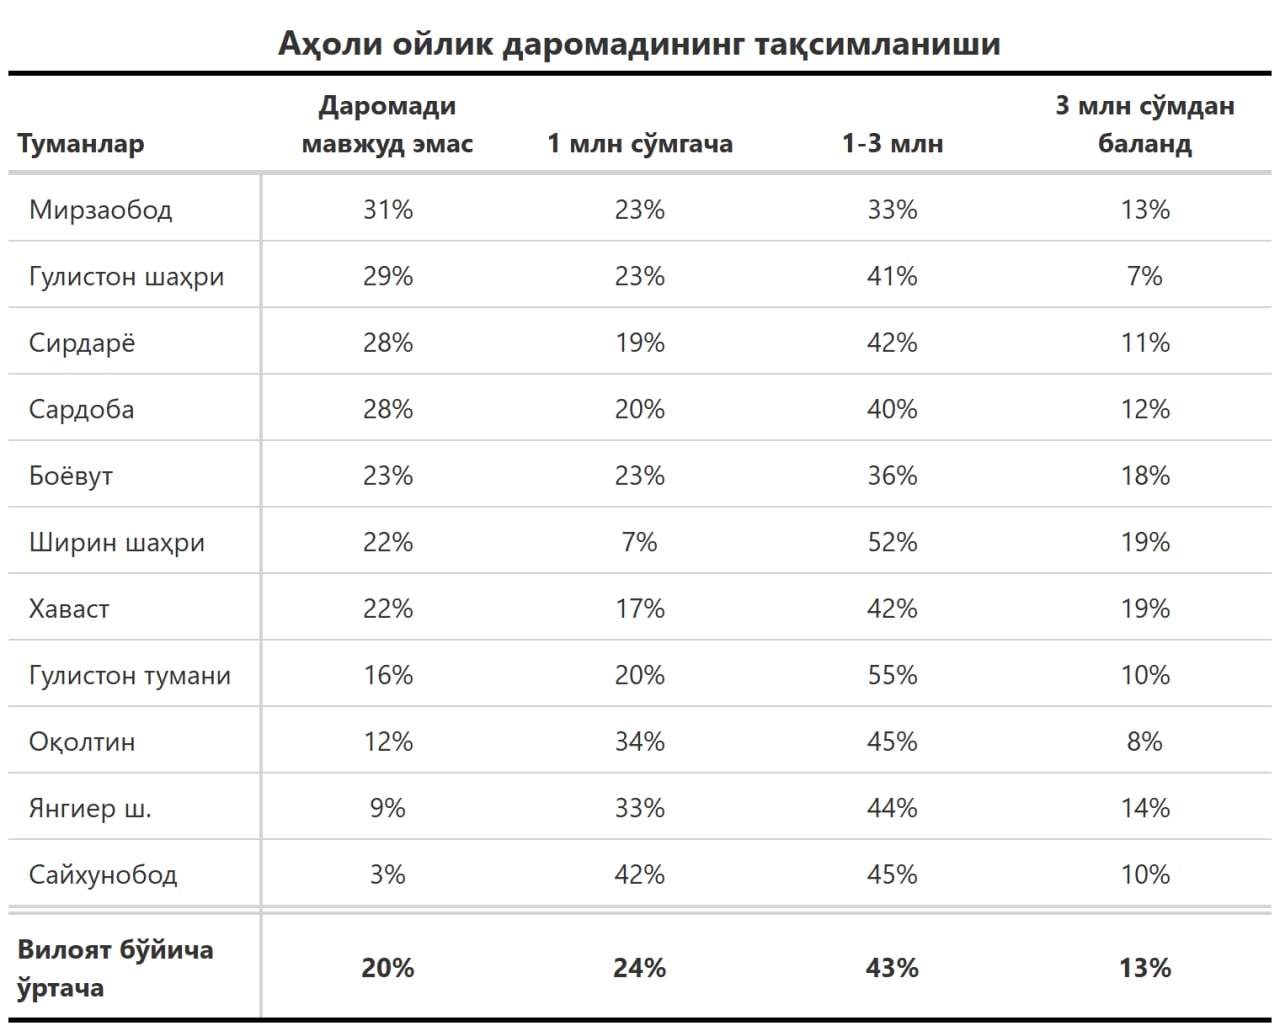 Аҳоли ойлик даромадининг тақсимланиши
Туманлар Даромади мавжуд эмас 1 млн сўмгача 1-3 млн 3 млн сўмдан баланд
Мирзаобод 31% 23% 33% 13%
Гулистон шаҳри 29% 23% 41% 7%
Сирдарё 28% 19% 42% 11%
Сардоба 28% 20% 40% 12%
Боёвут 23% 23% 36% 18%
Ширин шаҳри 22% 7% 52% 19%
Хаваст 22% 17% 42% 19%
Гулистон тумани 16% 20% 55% 10%
Оқолтин 12% 34% 45% 8%
Янгиер ш. 9% 33% 44% 14%
Сайхунобод 3% 42% 45% 10%
Вилоят бўйича ўртача 20% 24% 43% 13%